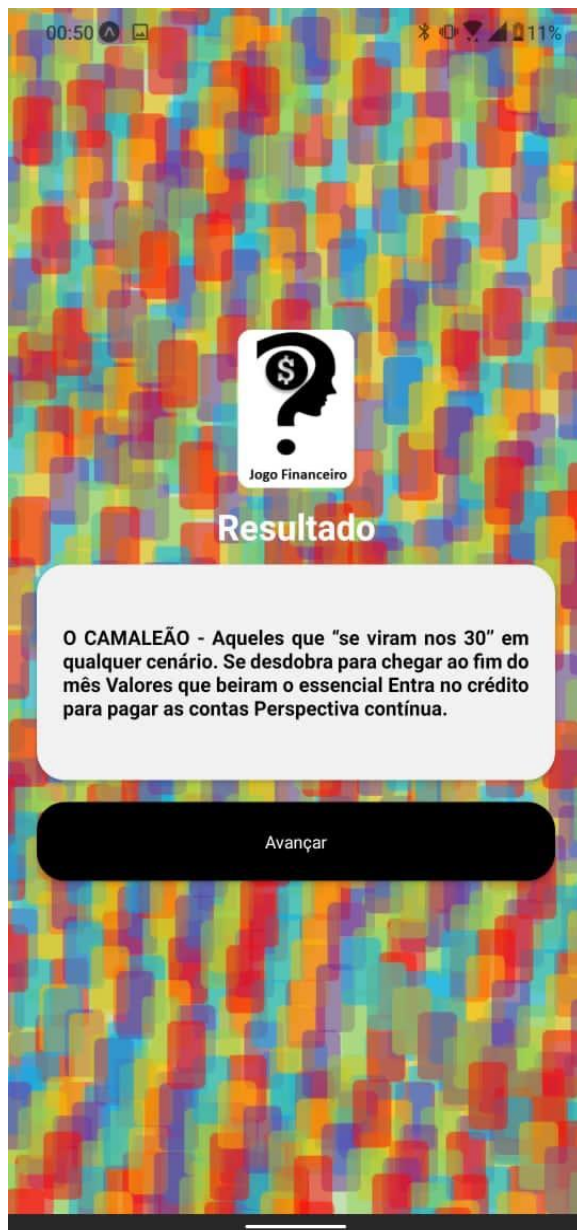 00:50
11%
$
Jogo Financeiro
Resultado
O CAMALEÃO - Aqueles que “se viram nos 30” em
qualquer cenário. Se desdobra para chegar ao fim do
mês Valores que beiram o essencial Entra no crédito
para pagar as contas Perspectiva contínua.
Avançar